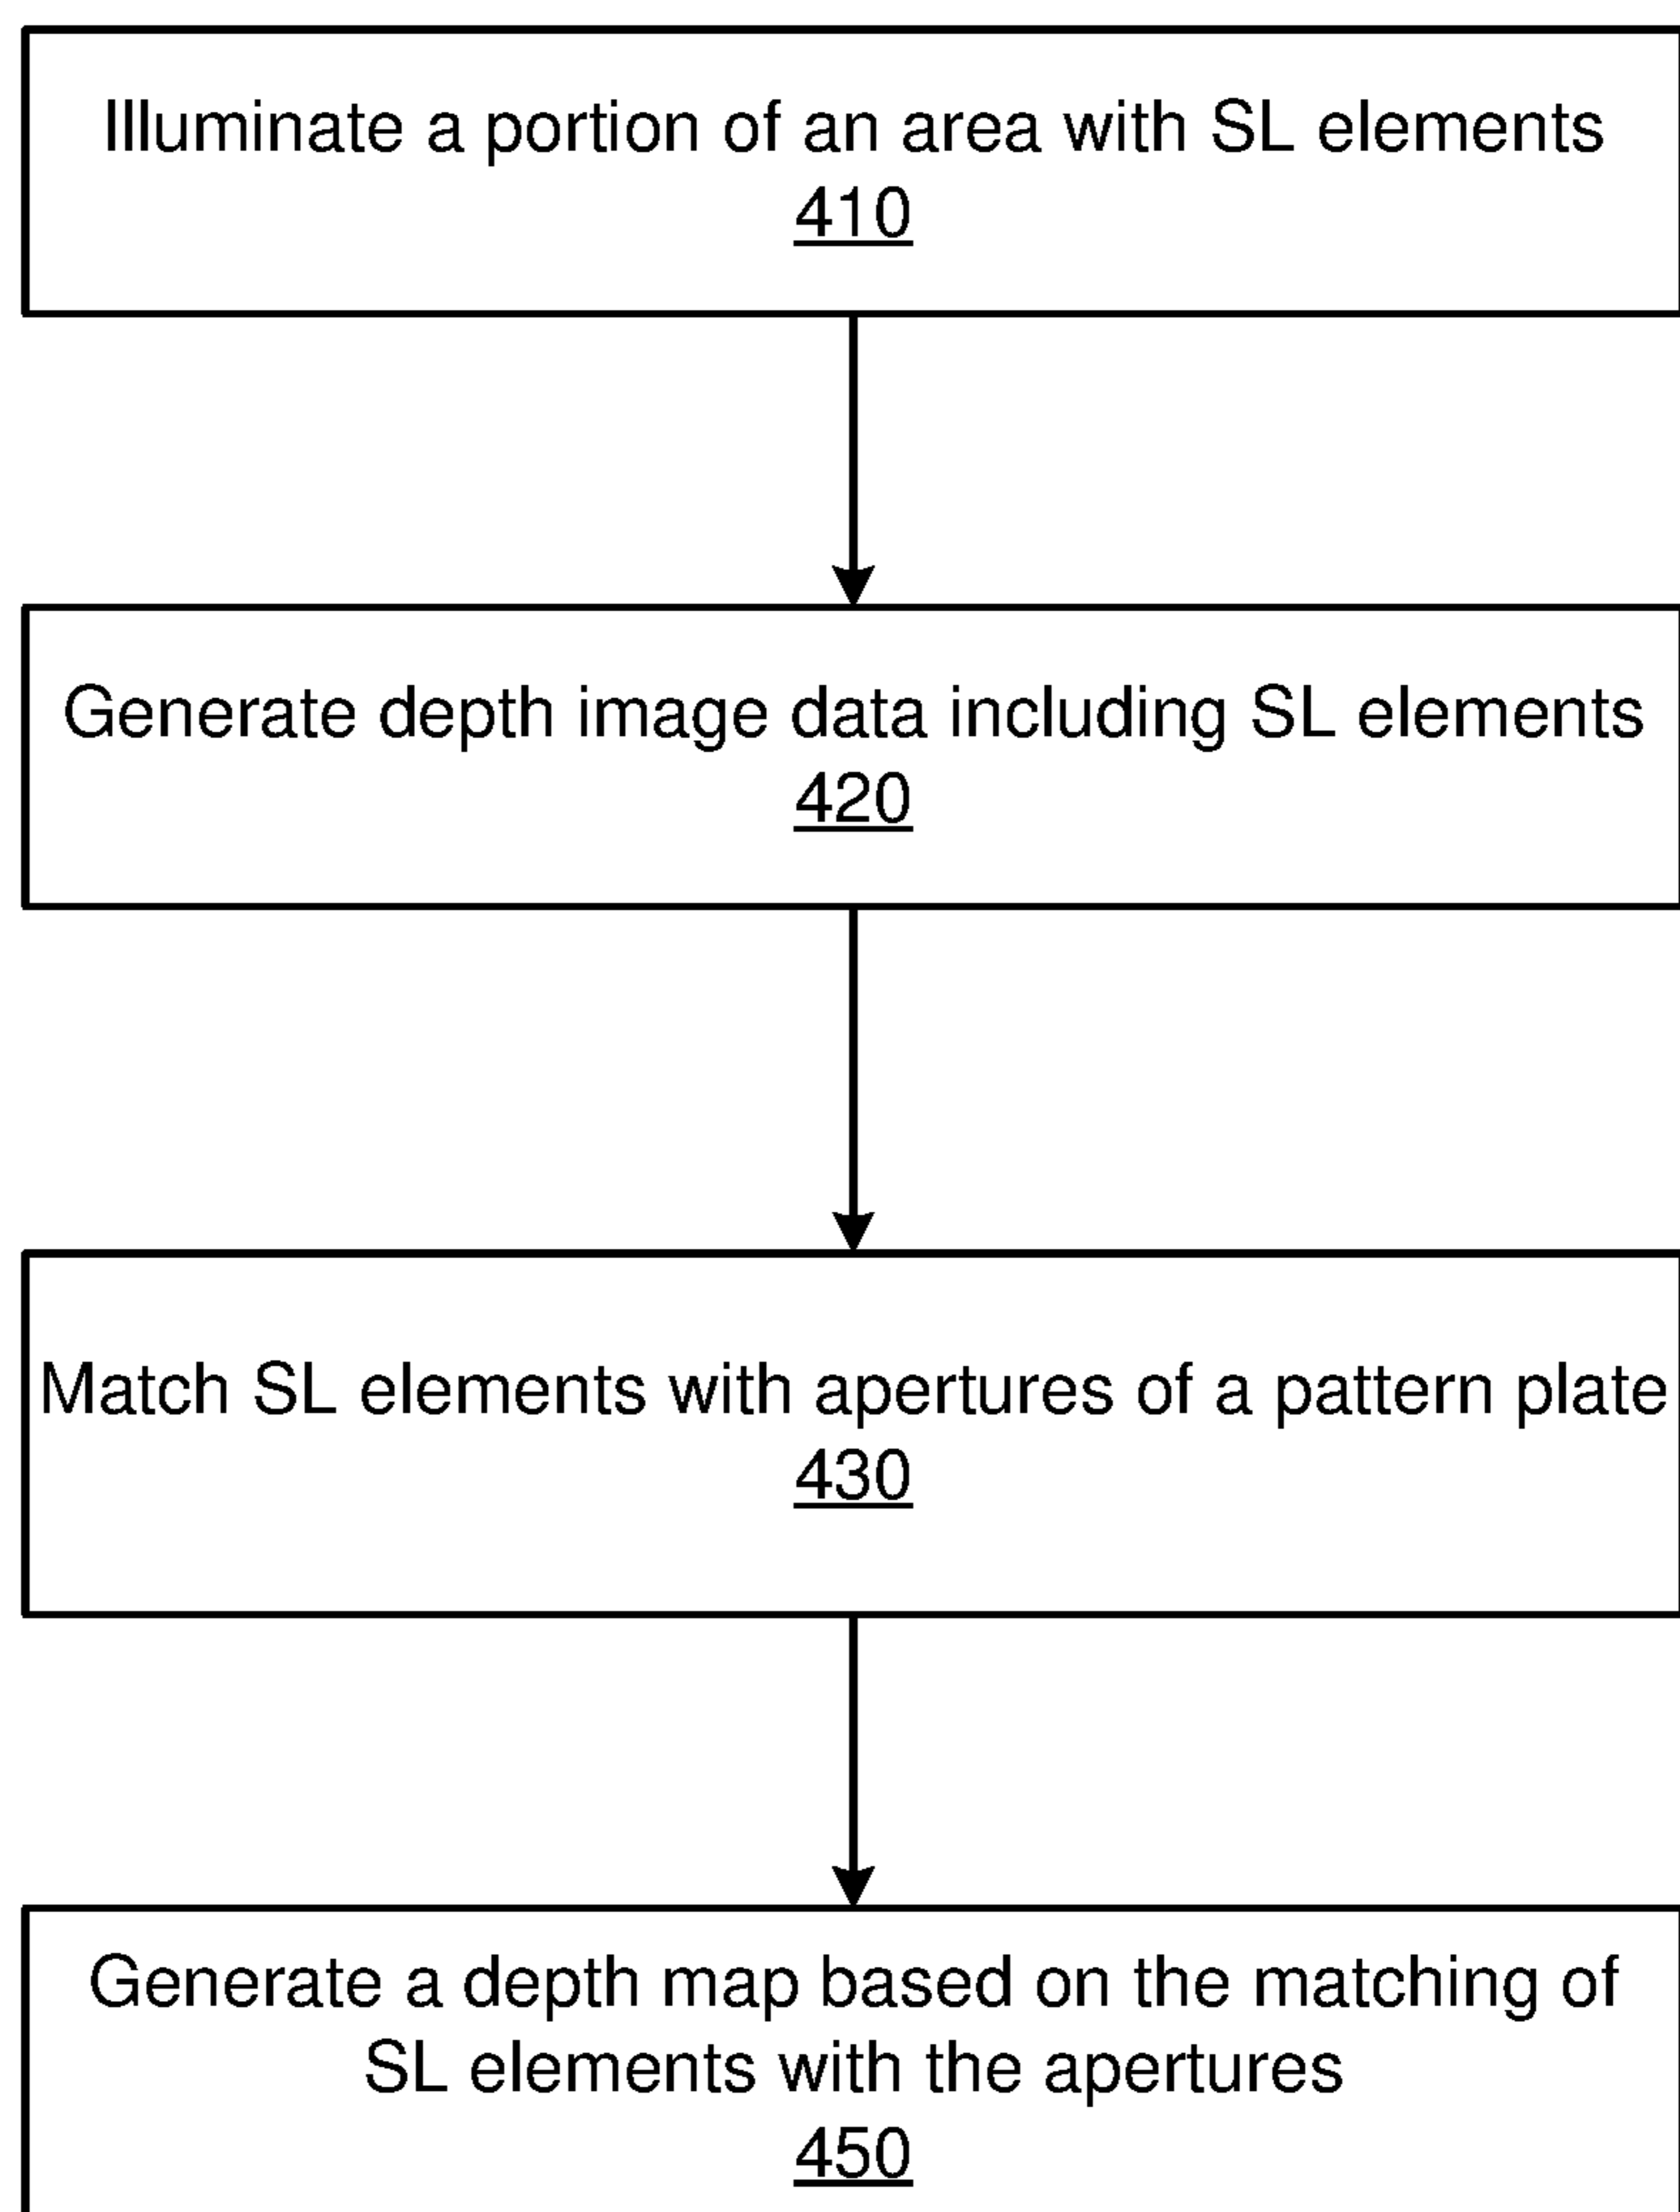 Illuminate a portion of an area with SL elements
410
Generate depth image data including SL elements
420
Match SL elements with apertures of a pattern plate
430
Generate a depth map based on the matching of
SL elements with the apertures
450